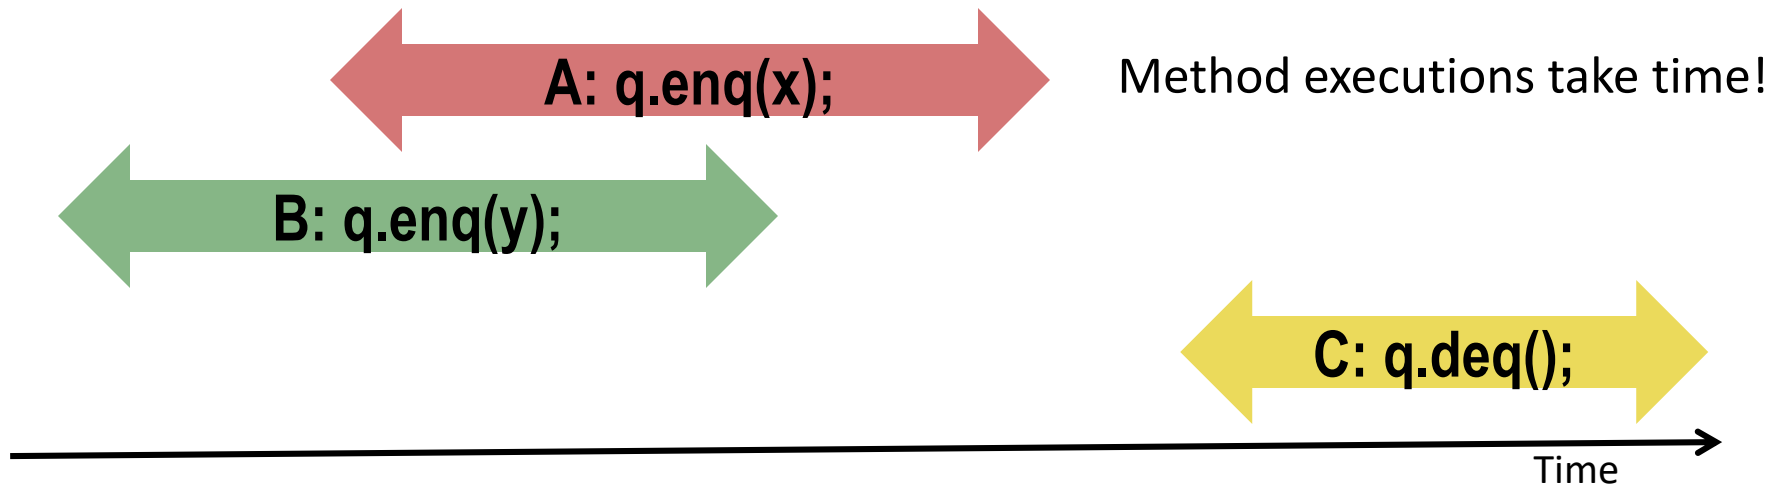 A: q.enq(x);
Method executions take time!
B: q.enq(y);
C: q.deq();
Time